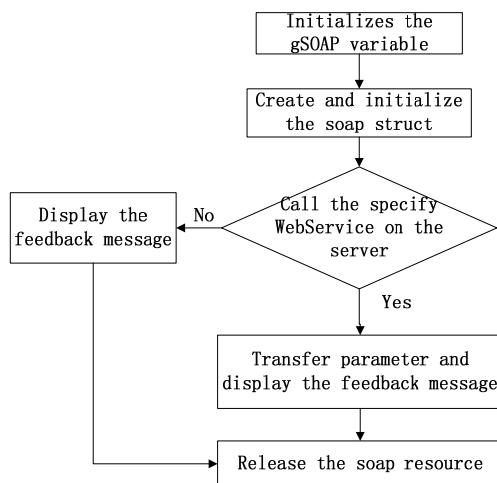 Initializes the
gSOAP variable
Create and initialize
the soap struct
Call the specify
WebService on the
server
No
Display the
feedback message
Yes
Transfer parameter and
display the feedback message
Release the soap resource